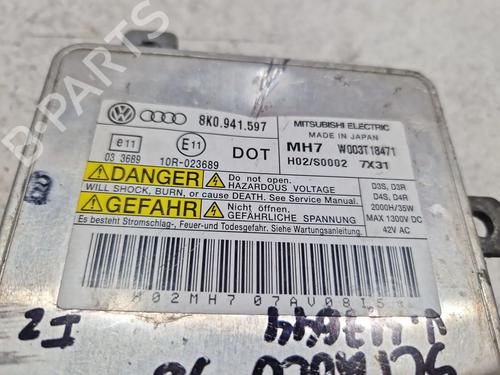 8K0.941.597
MITSUBISHI ELECTRIC
MADE IN JAPAN
e11
03 3689
E11
10R-023689
DOT
MH7 W003T18471
H02/S0002 7X31
DANGER
Do not open.
HAZARDOUS VOLTAGE
WILL SHOCK, BURN, or cause DEATH. See Service Manual.
GEFAHR
Nicht öffnen.
GEFÄHRLICHE SPANNUNG
Es besteht Stromschlag-, Feuer-und Todesgefahr. Siehe Wartungsanleitung.
D3S, D3R
D4S, D4R
2000H/35W
MAX 1300V DC
42V AC
B-PARTS